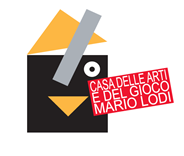 CASA DELLE ARTI
E DEL GIOCO
MARIO LODI